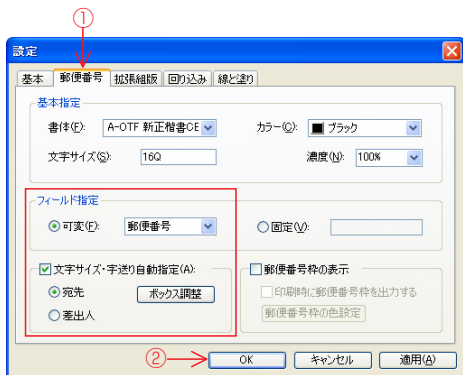 ①
設定
基本 郵便番号 拡張組版 回り込み 線と塗り
基本指定
書体(F): A-OTF 新正楷書CE カラー(C): ブラック
文字サイズ(S): 16Q 濃度(N): 100%
フィールド指定
可変(F): 郵便番号 固定(V):
文字サイズ・字送り自動指定(A): 郵便番号枠の表示
宛先 ボックス調整 印刷時に郵便番号枠を出力する
差出人 郵便番号枠の色設定
② OK キャンセル 適用(A)